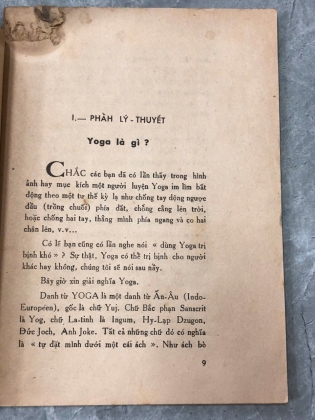 I.— PHẦN LÝ - THUYẾT
Yoga là gì ?
CHẮC các bạn đã có lần thấy trong hình
ảnh hay mục kích một người luyện Yoga im lìm bất
động theo một tư thế kỳ lạ như chống tay động ngược
đầu (trồng chuối) phía đất, chổng cẳng lên trời,
hoặc chống hai tay, thẳng mình phía ngang và co hai
chân lên, v.v...
Có lẽ bạn cũng có lần nghe nói « dùng Yoga trị
bịnh khó » ? Sự thật, Yoga có thể trị bịnh cho người
khác hay không, chúng tôi sẽ nói sau nầy.
Bây giờ xin giải nghĩa Yoga.
Danh từ YOGA là một danh từ Ấn-Âu (Indo-
Européen), gốc là chữ Yuj. Chữ Bắc phạn Sanscrit
là Yog, chữ La-tinh là Ingum, Hy-Lạp Dzugon,
Đức Joch, Anh Joke. Tất cả những chữ đó có nghĩa
là « tự đặt mình dưới một cái ách ». Như ách bò
9